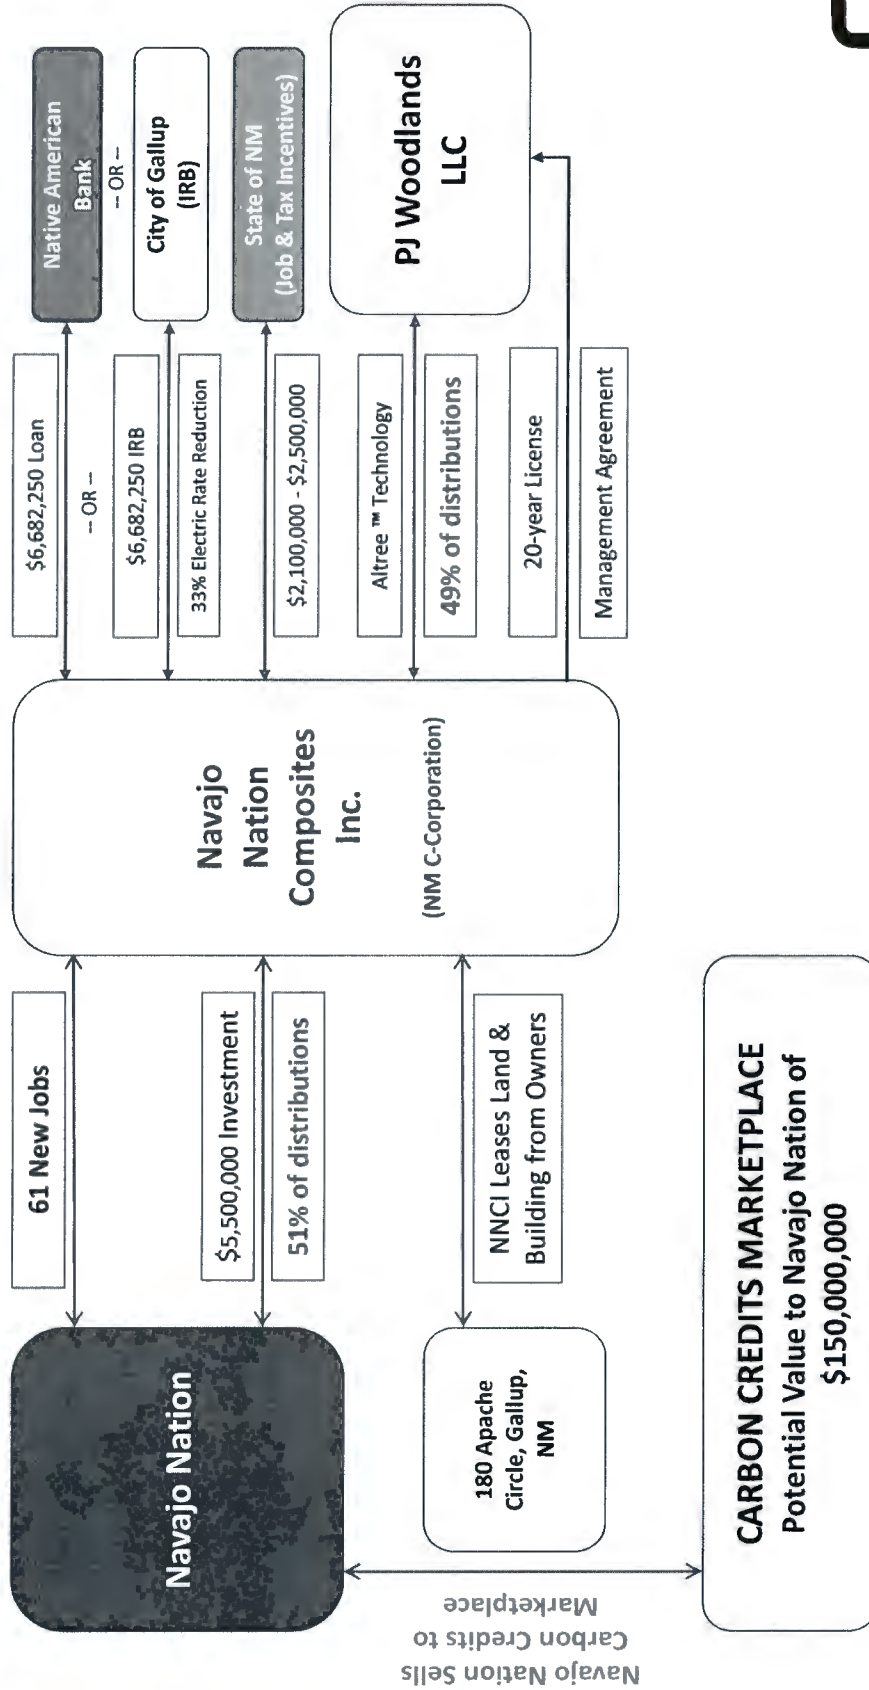 Navajo Nation
61 New Jobs
$5,500,000 Investment
51% of distributions
180 Apache
Circle, Gallup,
NM
NNCI Leases Land &
Building from Owners
Navajo Nation Sells
Carbon Credits to
Marketplace
CARBON CREDITS MARKETPLACE
Potential Value to Navajo Nation of
$150,000,000
Navajo
Nation
Composites
Inc.
(NM C-Corporation)
$6,682,250 Loan
-- OR --
$6,682,250 IRB
33% Electric Rate Reduction
$2,100,000 - $2,500,000
Altree ™ Technology
49% of distributions
20-year License
Management Agreement
Native American
Bank
-- OR --
City of Gallup
(IRB)
State of NM
(Job & Tax Incentives)
PJ Woodlands
LLC